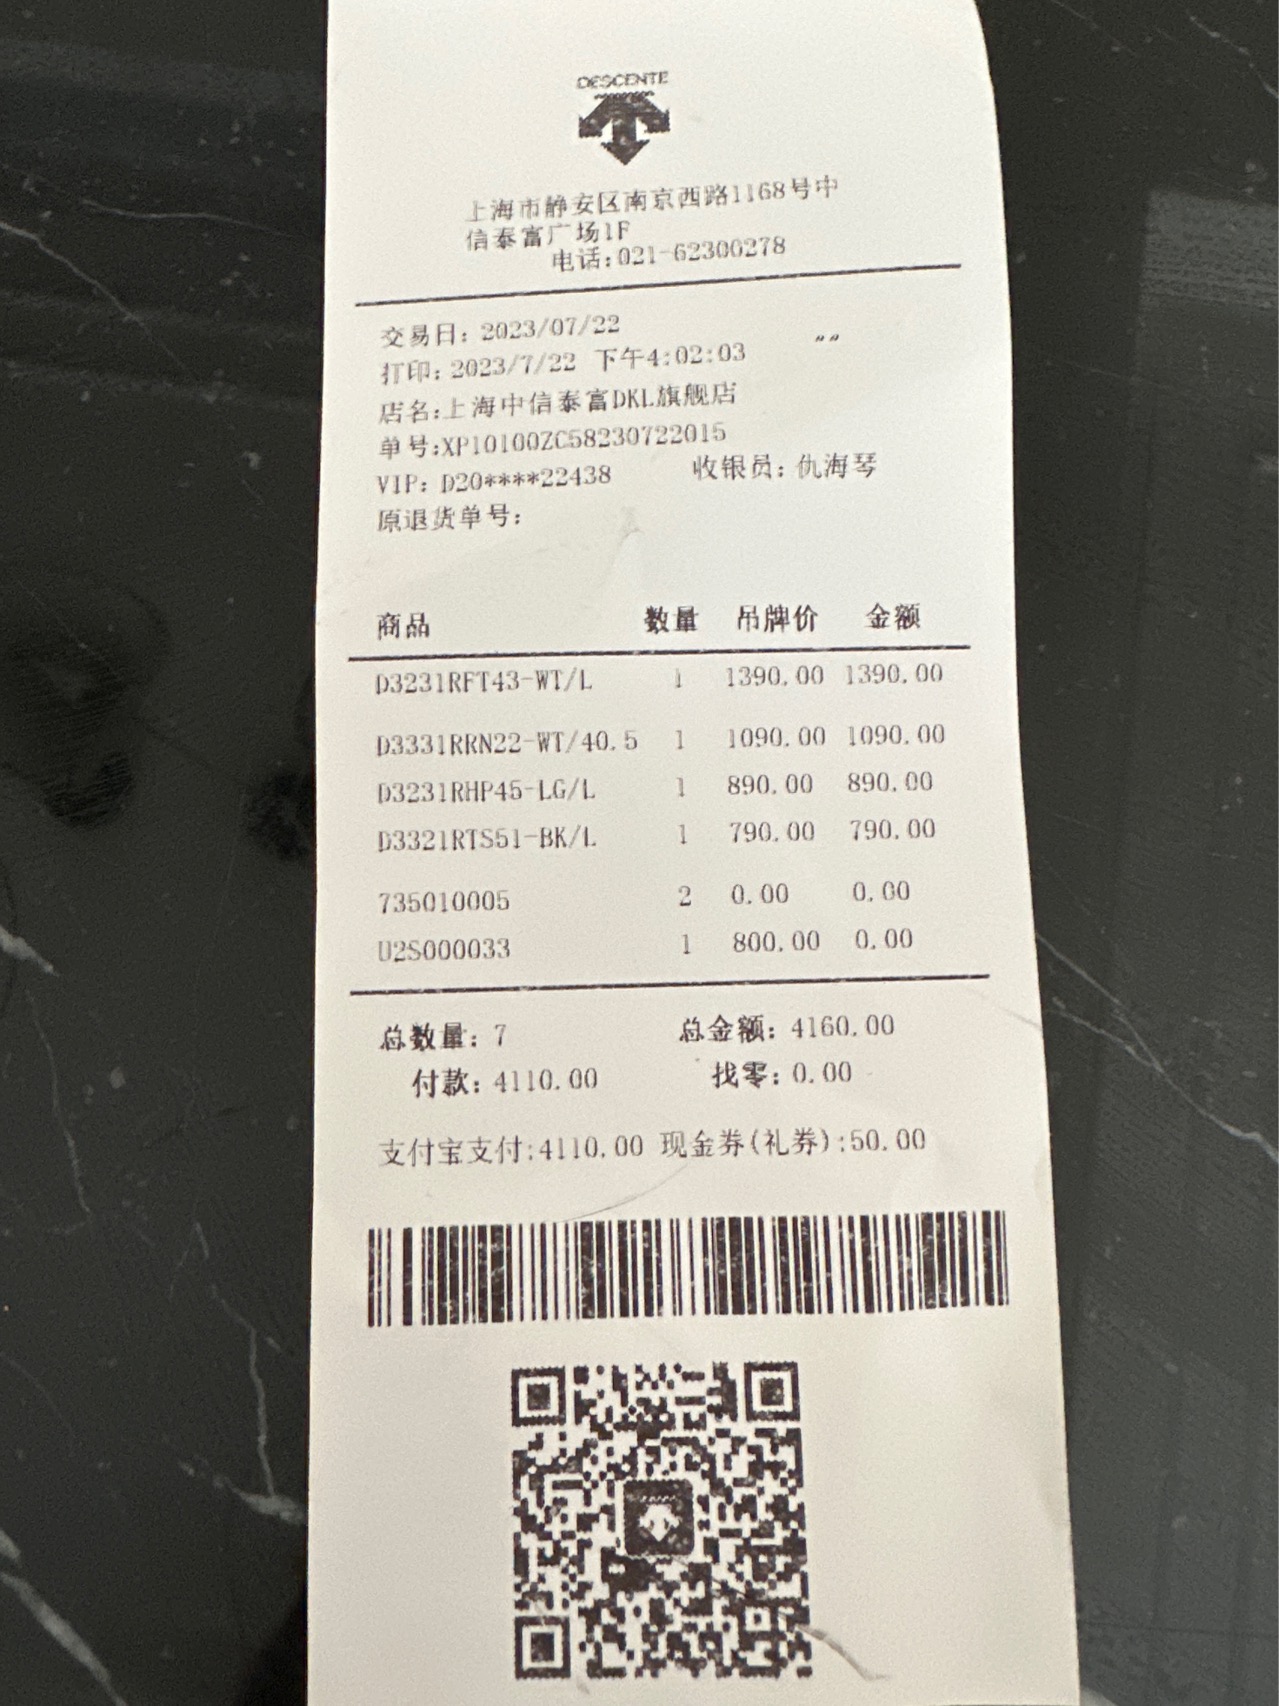 DESCENTE
上海市静安区南京西路1168号中
信泰富广场1F
电话:021-62300278
交易日: 2023/07/22
打印: 2023/7/22 下午4:02:03
店名:上海中信泰富DKL旗舰店
单号:XP10100ZC58230722015
VIP: D20****22438 收银员: 仇海琴
原退货单号:
商品 数量 吊牌价 金额
D3231RFT43-WT/L 1 1390.00 1390.00
D3331RRN22-WT/40.5 1 1090.00 1090.00
D3231RHP45-LG/L 1 890.00 890.00
D3321RTS51-BK/L 1 790.00 790.00
735010005 2 0.00 0.00
U2S000033 1 800.00 0.00
总数量: 7 总金额: 4160.00
付款: 4110.00 找零: 0.00
支付宝支付:4110.00 现金券(礼券):50.00